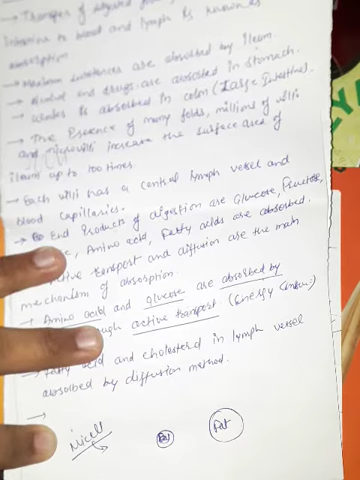 → Transfer of digested
intestine to blood and lymph is known as
absorption
→ Maximum substances are absorbed by ileum.
→ Alcohol and drugs are absorbed in stomach.
→ Water is absorbed in colon (Large Intestine).
→ The Presence of many folds, millions of villi
and microvilli increase the surface area of
ileum up to 100 times
→ Each villi has a central lymph vessel and
blood capillaries.
→ End Products of digestion are Glucose, Fructose,
Amino acid, Fatty acids are absorbed.
transport and diffusion are the main
mechanism of absorption.
→ Amino acid and glucose are absorbed by
active transport (Energy
→ Fatty acid and cholesterol in lymph vessel
absorbed by diffusion method.
→
Micell
Fat
Fat